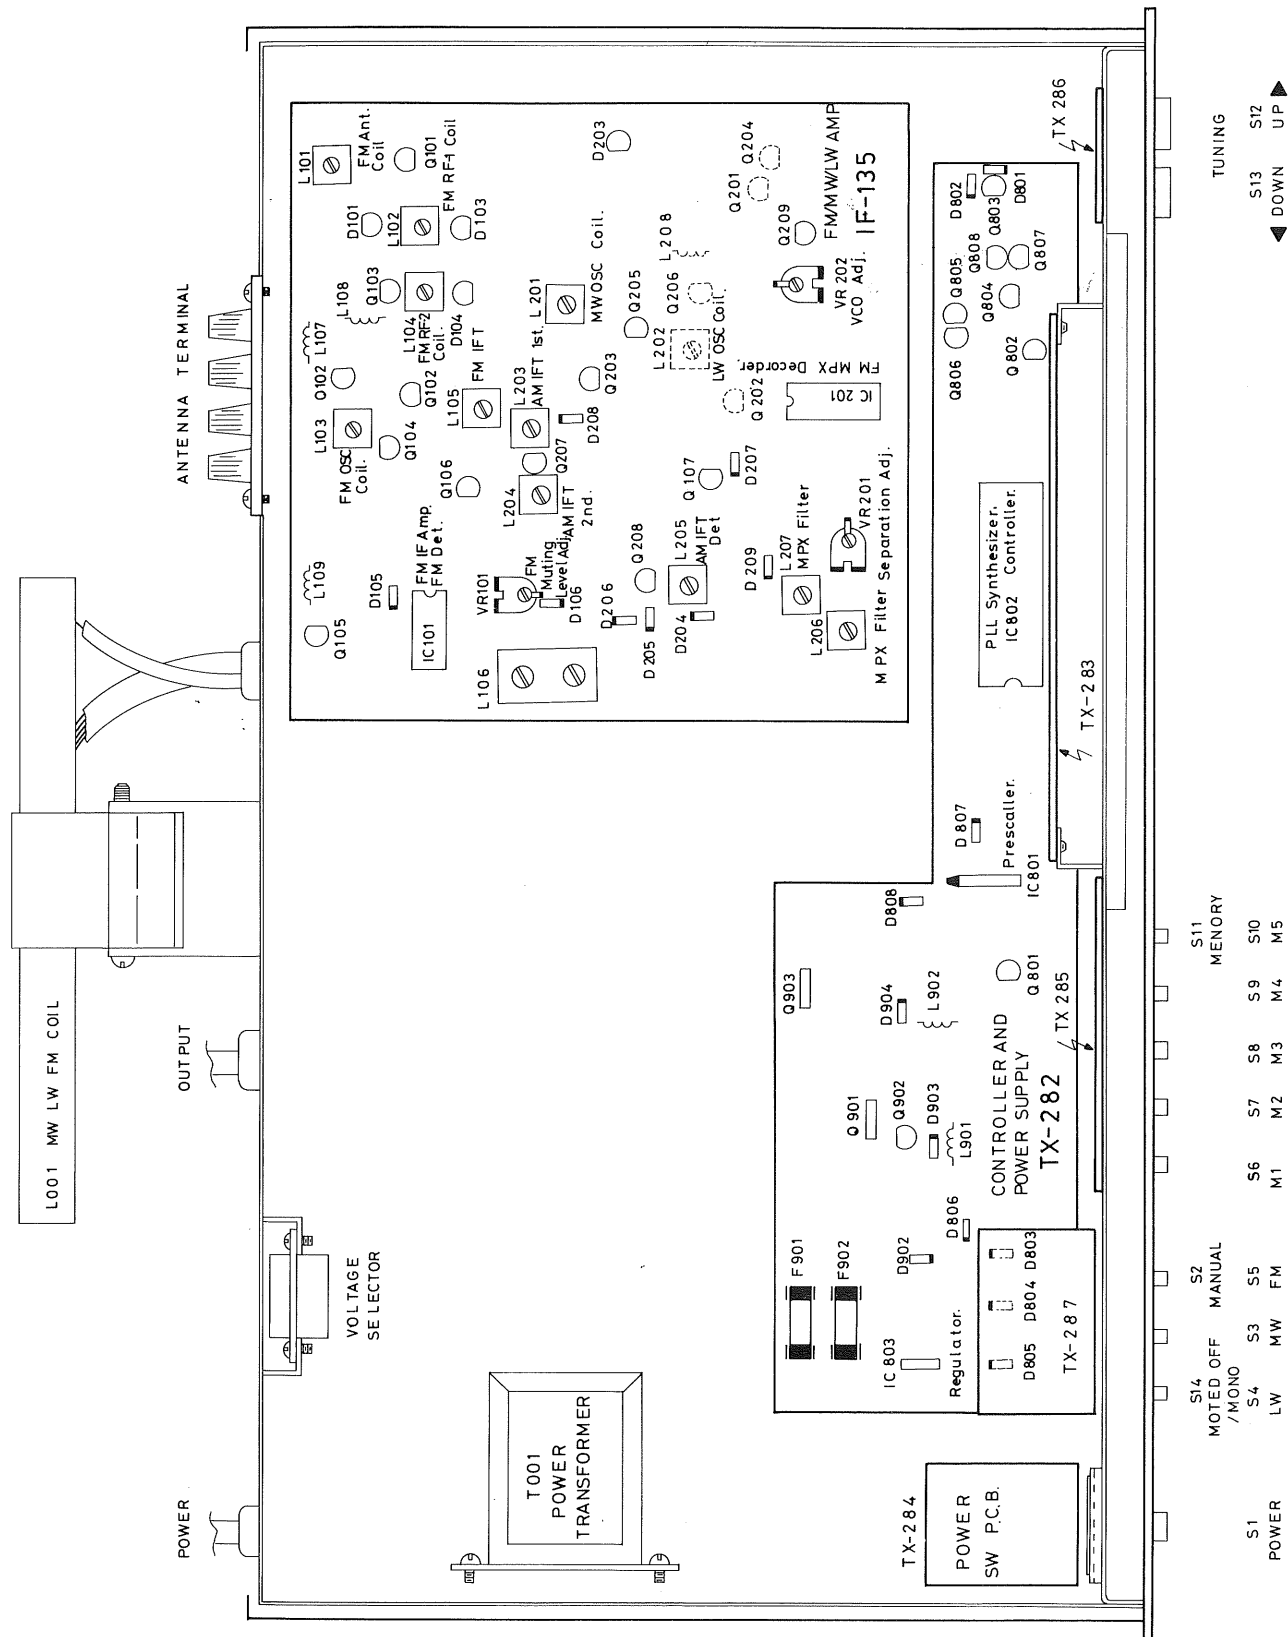 POWER
OUTPUT
L001 MW LW FM COIL
ANTENNA TERMINAL
VOLTAGE
SELECTOR
T001
POWER
TRANSFORMER
L101
FM Ant.
Coil
Q101
FM RF-1 Coil
D101
L102
D103
D203
L107
L108
Q103
L104
FM RF-2
Coil.
D104
L201
MW OSC Coil.
Q102
L103
FM OSC
Coil.
Q104
Q102
L105
FM IFT
L203
AM IFT 1st.
D208
Q203
Q205
Q106
L204
Q207
AM IFT
2nd.
L109
D105
Q105
IC101
FM IF Amp.
FM Det.
VR101
FM
Muting
Level Adj.
D106
L106
D206
D205
Q208
D204
L205
AM IFT
Det
Q107
D207
D209
L207
MPX Filter
L206
VR201
MPX Filter Separation Adj.
L202
LW OSC Coil.
Q206
L208
Q202
IC 201
FM MPX Decorder.
VR 202
VCO Adj.
Q209
Q201
Q204
FM/MW/LW AMP
IF-135
F901
F902
IC 803
Regulator.
D902
D806
Q901
Q902
D903
L901
Q903
D904
L902
D808
CONTROLLER AND
POWER SUPPLY
TX-282
Q801
IC801
Prescaller.
D807
PLL Synthesizer.
IC802 Controller.
Q806
Q805
Q802
Q804
Q808
Q807
Q803
D802
D801
D805
D804
D803
TX-287
TX-284
POWER
SW P.C.B.
TX 285
TX-283
TX 286
S1
POWER
S14
MOTED OFF
/MONO
S2
MANUAL
S11
MENORY
TUNING
S4
LW
S3
MW
S5
FM
S6
M1
S7
M2
S8
M3
S9
M4
S10
M5
S13
◀ DOWN
S12
UP ▶